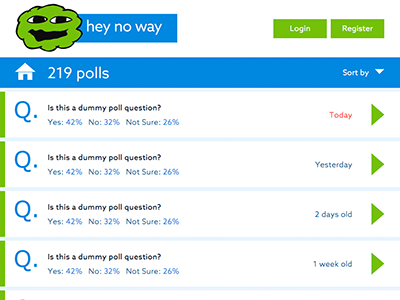 hey no way
Login
Register
219 polls
Sort by
Q.
Is this a dummy poll question?
Yes: 42% No: 32% Not Sure: 26%
Today
Q.
Is this a dummy poll question?
Yes: 42% No: 32% Not Sure: 26%
Yesterday
Q.
Is this a dummy poll question?
Yes: 42% No: 32% Not Sure: 26%
2 days old
Q.
Is this a dummy poll question?
Yes: 42% No: 32% Not Sure: 26%
1 week old